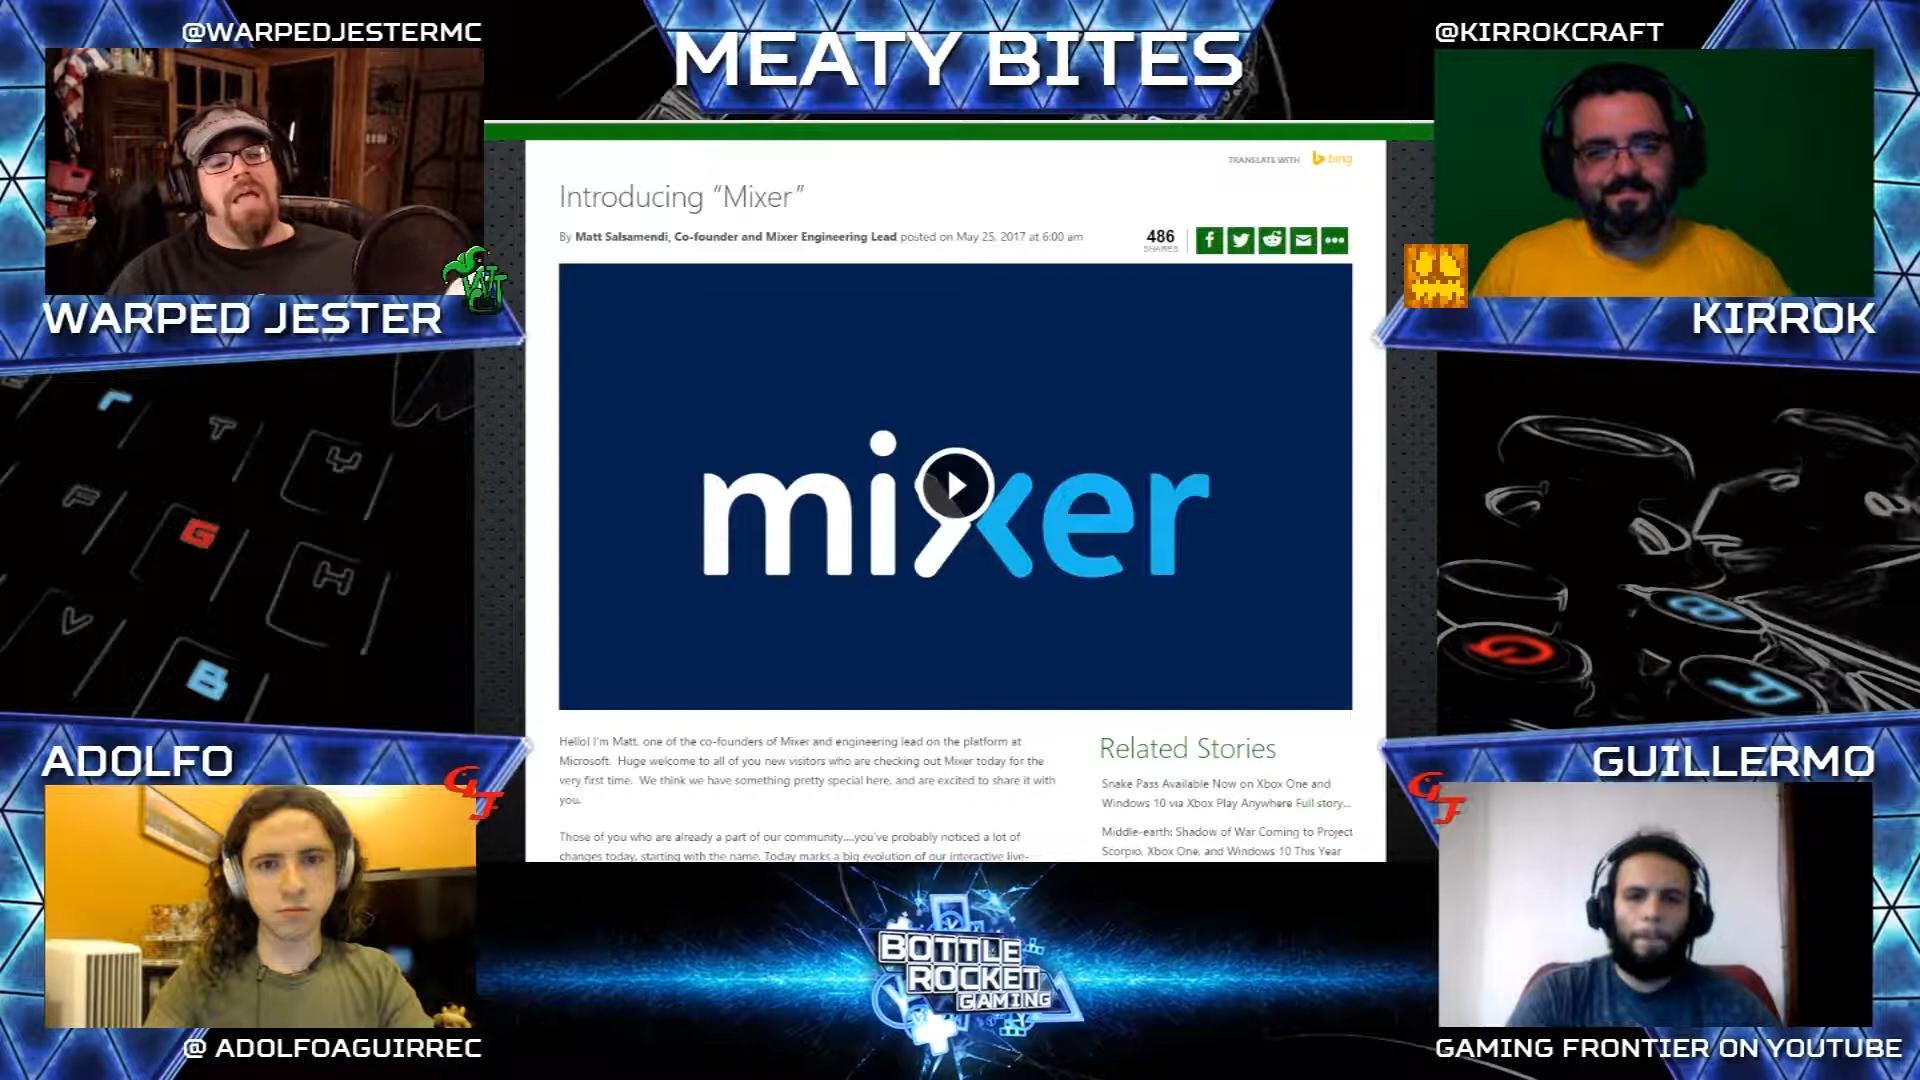 @WARPEDJESTERMC
MEATY BITES
@KIRROKCRAFT
TRANSLATE WITH bing
Introducing “Mixer”
By Matt Salsamendi, Co-founder and Mixer Engineering Lead posted on May 25, 2017 at 6:00 am
486
SHARES
WARPED JESTER
KIRROK
mixer
r
T
Y
F
G
H
V
B
B
G
R
Hello! I'm Matt, one of the co-founders of Mixer and engineering lead on the platform at
Microsoft. Huge welcome to all of you new visitors who are checking out Mixer today for the
very first time. We think we have something pretty special here, and are excited to share it with
you.
Those of you who are already a part of our community....you've probably noticed a lot of
changes today, starting with the name. Today marks a big evolution of our interactive live-
Related Stories
Snake Pass Available Now on Xbox One and
Windows 10 via Xbox Play Anywhere Full story...
Middle-earth: Shadow of War Coming to Project
Scorpio, Xbox One, and Windows 10 This Year
ADOLFO
GUILLERMO
BOTTLE
ROCKET
GAMING
@ ADOLFOAGUIRREC
GAMING FRONTIER ON YOUTUBE